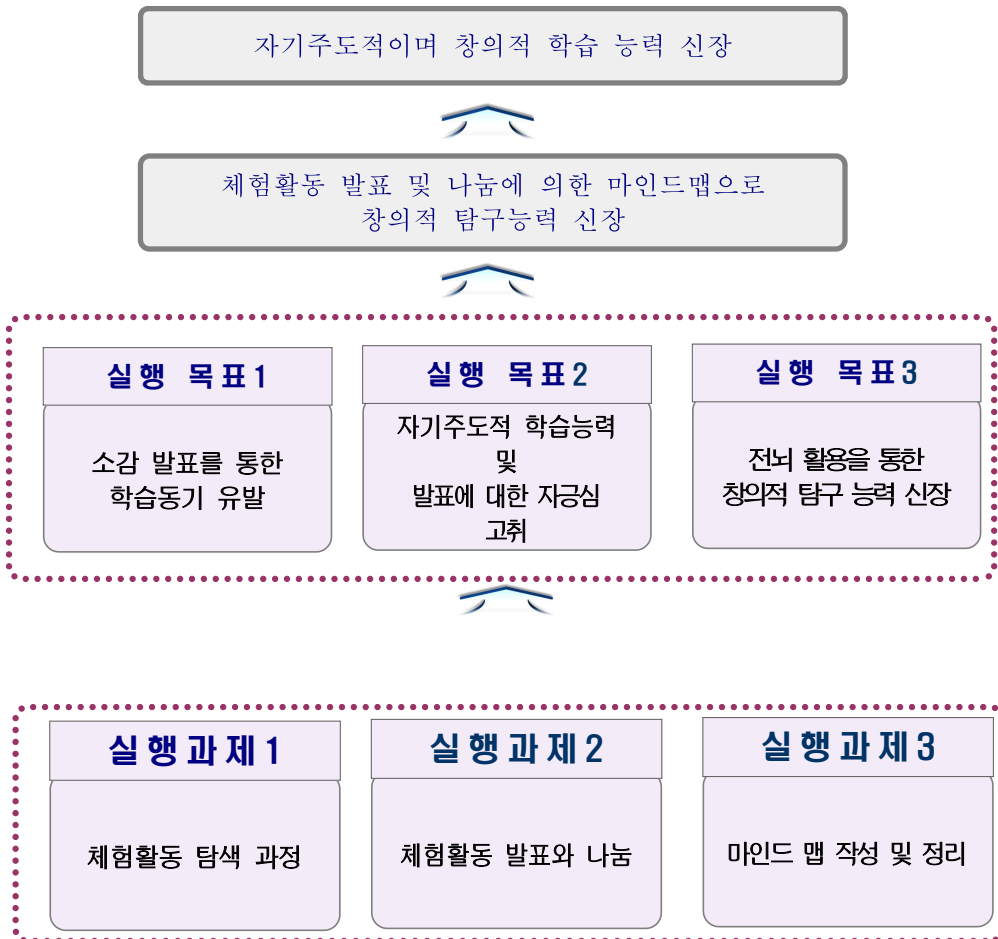 자기주도적이며 창의적 학습 능력 신장
체험활동 발표 및 나눔에 의한 마인드맵으로
창의적 탐구능력 신장
실행 목표1
소감 발표를 통한
학습동기 유발
실행 목표2
자기주도적 학습능력
및
발표에 대한 자긍심
고취
실행 목표3
전뇌 활용을 통한
창의적 탐구 능력 신장
실행과제1
체험활동 탐색 과정
실행과제2
체험활동 발표와 나눔
실행과제3
마인드 맵 작성 및 정리